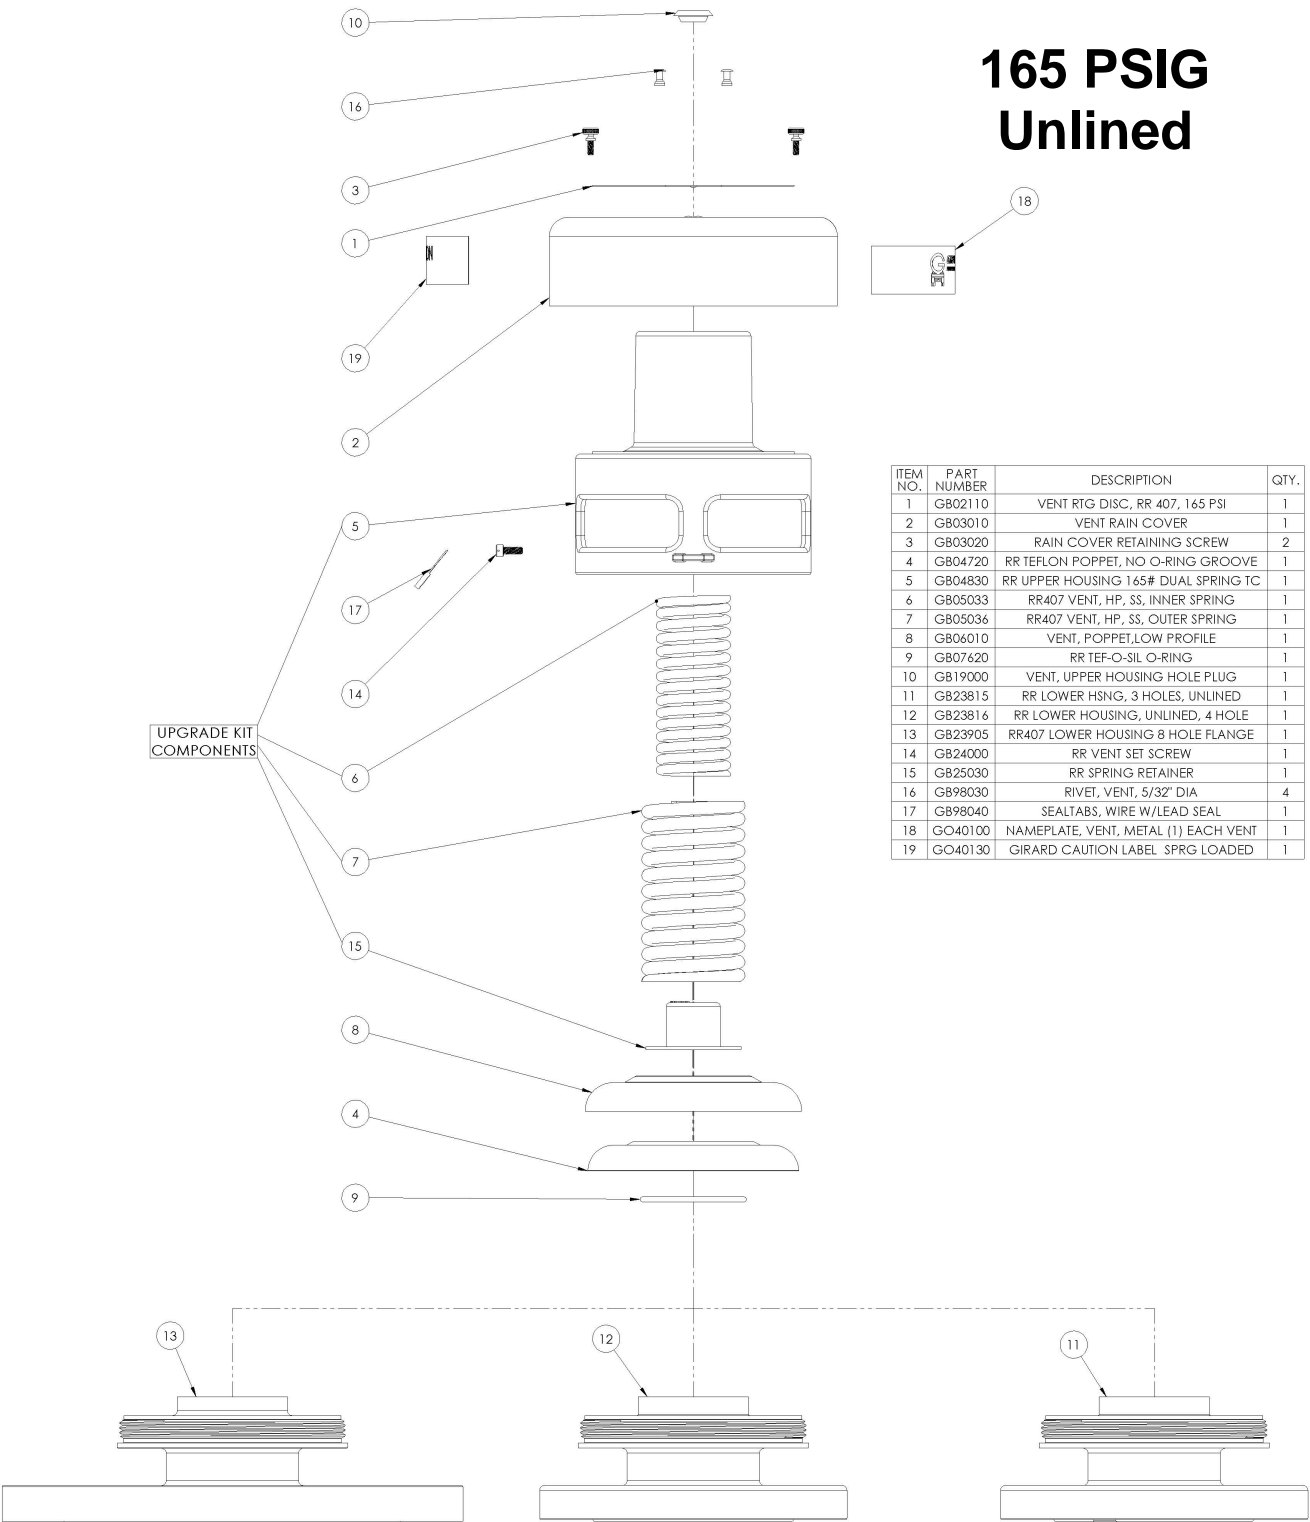 10
165 PSIG
Unlined
16
3
18
1
19
2
ITEM NO. PART NUMBER DESCRIPTION QTY.
1 GB02110 VENT RTG DISC, RR 407, 165 PSI 1
2 GB03010 VENT RAIN COVER 1
3 GB03020 RAIN COVER RETAINING SCREW 2
4 GB04720 RR TEFLON POPPET, NO O-RING GROOVE 1
5 GB04830 RR UPPER HOUSING 165# DUAL SPRING TC 1
6 GB05033 RR407 VENT, HP, SS, INNER SPRING 1
7 GB05036 RR407 VENT, HP, SS, OUTER SPRING 1
8 GB06010 VENT, POPPET,LOW PROFILE 1
9 GB07620 RR TEF-O-SIL O-RING 1
10 GB19000 VENT, UPPER HOUSING HOLE PLUG 1
11 GB23815 RR LOWER HSNG, 3 HOLES, UNLINED 1
12 GB23816 RR LOWER HOUSING, UNLINED, 4 HOLE 1
13 GB23905 RR407 LOWER HOUSING 8 HOLE FLANGE 1
14 GB24000 RR VENT SET SCREW 1
15 GB25030 RR SPRING RETAINER 1
16 GB98030 RIVET, VENT, 5/32" DIA 4
17 GB98040 SEALTABS, WIRE W/LEAD SEAL 1
18 GO40100 NAMEPLATE, VENT, METAL (1) EACH VENT 1
19 GO40130 GIRARD CAUTION LABEL SPRG LOADED 1
5
17
14
UPGRADE KIT
COMPONENTS
6
7
15
8
4
9
13
12
11